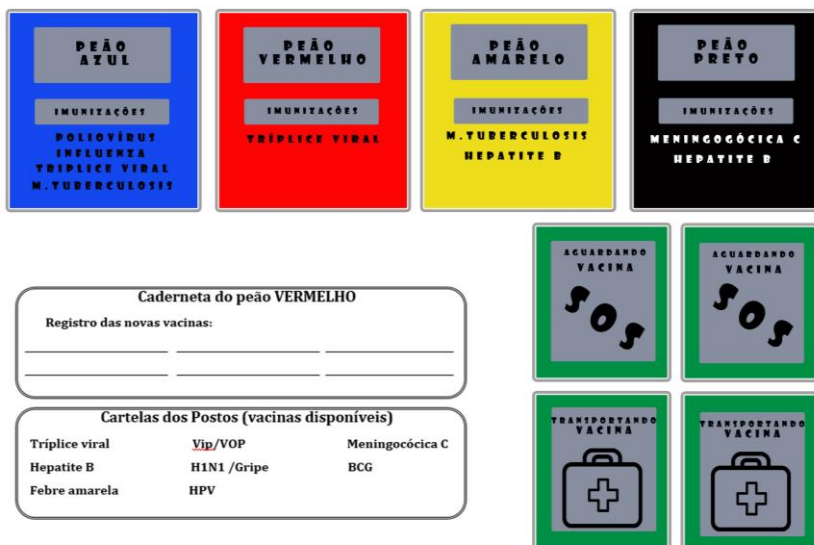 PEÃO
AZUL
IMUNIZAÇÕES
POLIOVÍRUS
INFLUENZA
TRIPLICE VIRAL
M.TUBERCULOSIS
PEÃO
VERMELHO
IMUNIZAÇÕES
TRÍPLICE VIRAL
PEÃO
AMARELO
IMUNIZAÇÕES
M.TUBERCULOSIS
HEPATITE B
PEÃO
PRETO
IMUNIZAÇÕES
MENINGOGÓCICA C
HEPATITE B
AGUARDANDO
VACINA
SOS
AGUARDANDO
VACINA
SOS
Caderneta do peão VERMELHO
Registro das novas vacinas:
Cartelas dos Postos (vacinas disponíveis)
Tríplice viral Vip/VOP Meningocócica C
Hepatite B H1N1 /Gripe BCG
Febre amarela HPV
TRANSPORTANDO
VACINA
TRANSPORTANDO
VACINA